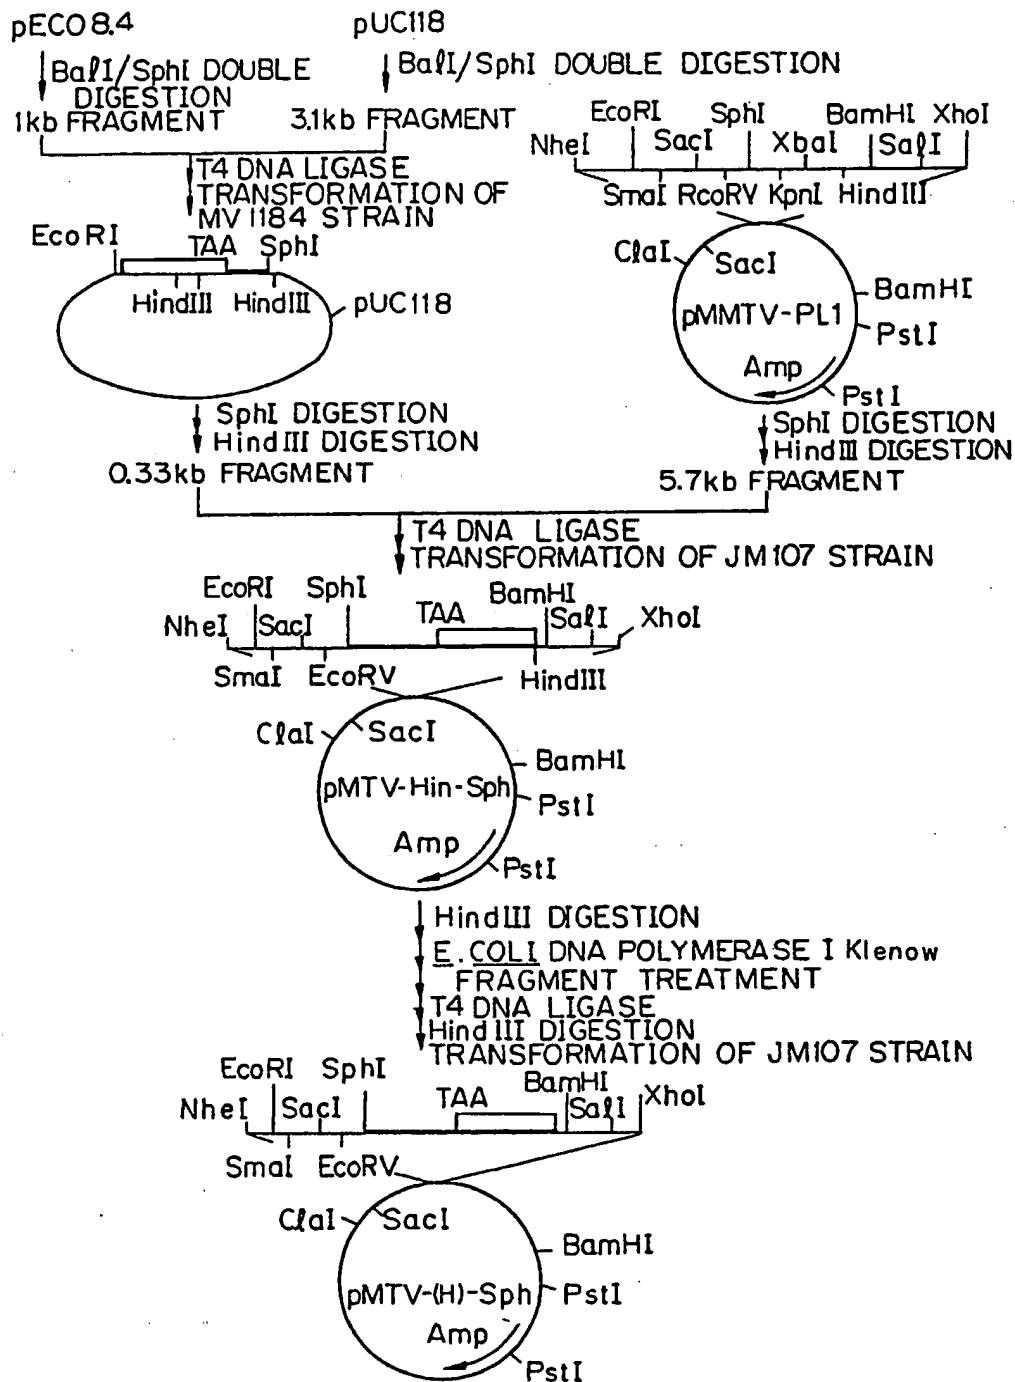 pECO8.4
pUC118
BalI/SphI DOUBLE
DIGESTION
BalI/SphI DOUBLE DIGESTION
1kb FRAGMENT
3.1kb FRAGMENT
EcoRI
SphI
BamHI
XhoI
NheI
SacI
XbaI
SalI
SmaI
RcoRV
KpnI
HindIII
T4 DNA LIGASE
TRANSFORMATION OF
MV1184 STRAIN
EcoRI
TAA
SphI
HindIII
HindIII
pUC118
ClaI
SacI
BamHI
pMMTV-PL1
PstI
Amp
PstI
SphI DIGESTION
HindIII DIGESTION
0.33kb FRAGMENT
SphI DIGESTION
HindIII DIGESTION
5.7kb FRAGMENT
T4 DNA LIGASE
TRANSFORMATION OF JM107 STRAIN
EcoRI
SphI
BamHI
NheI
SacI
TAA
SalI
XhoI
SmaI
EcoRV
HindIII
ClaI
SacI
BamHI
pMTV-Hin-Sph
PstI
Amp
PstI
HindIII DIGESTION
E. COLI DNA POLYMERASE I Klenow
FRAGMENT TREATMENT
T4 DNA LIGASE
HindIII DIGESTION
TRANSFORMATION OF JM107 STRAIN
EcoRI
SphI
BamHI
NheI
SacI
TAA
SalI
XhoI
SmaI
EcoRV
ClaI
SacI
BamHI
pMTV-(H)-Sph
PstI
Amp
PstI